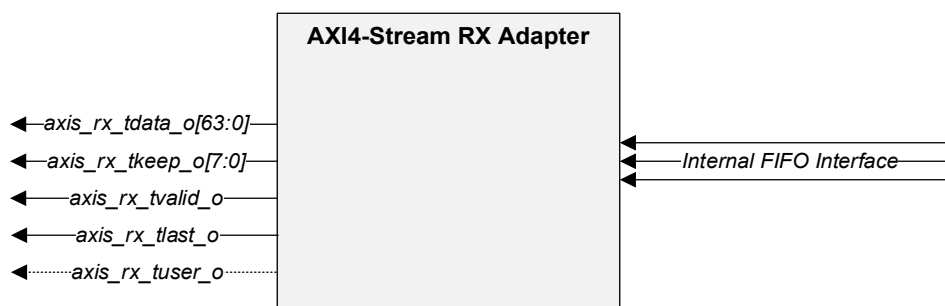 AXI4-Stream RX Adapter
axis_rx_tdata_o[63:0]
axis_rx_tkeep_o[7:0]
Internal FIFO Interface
axis_rx_tvalid_o
axis_rx_tlast_o
axis_rx_tuser_o